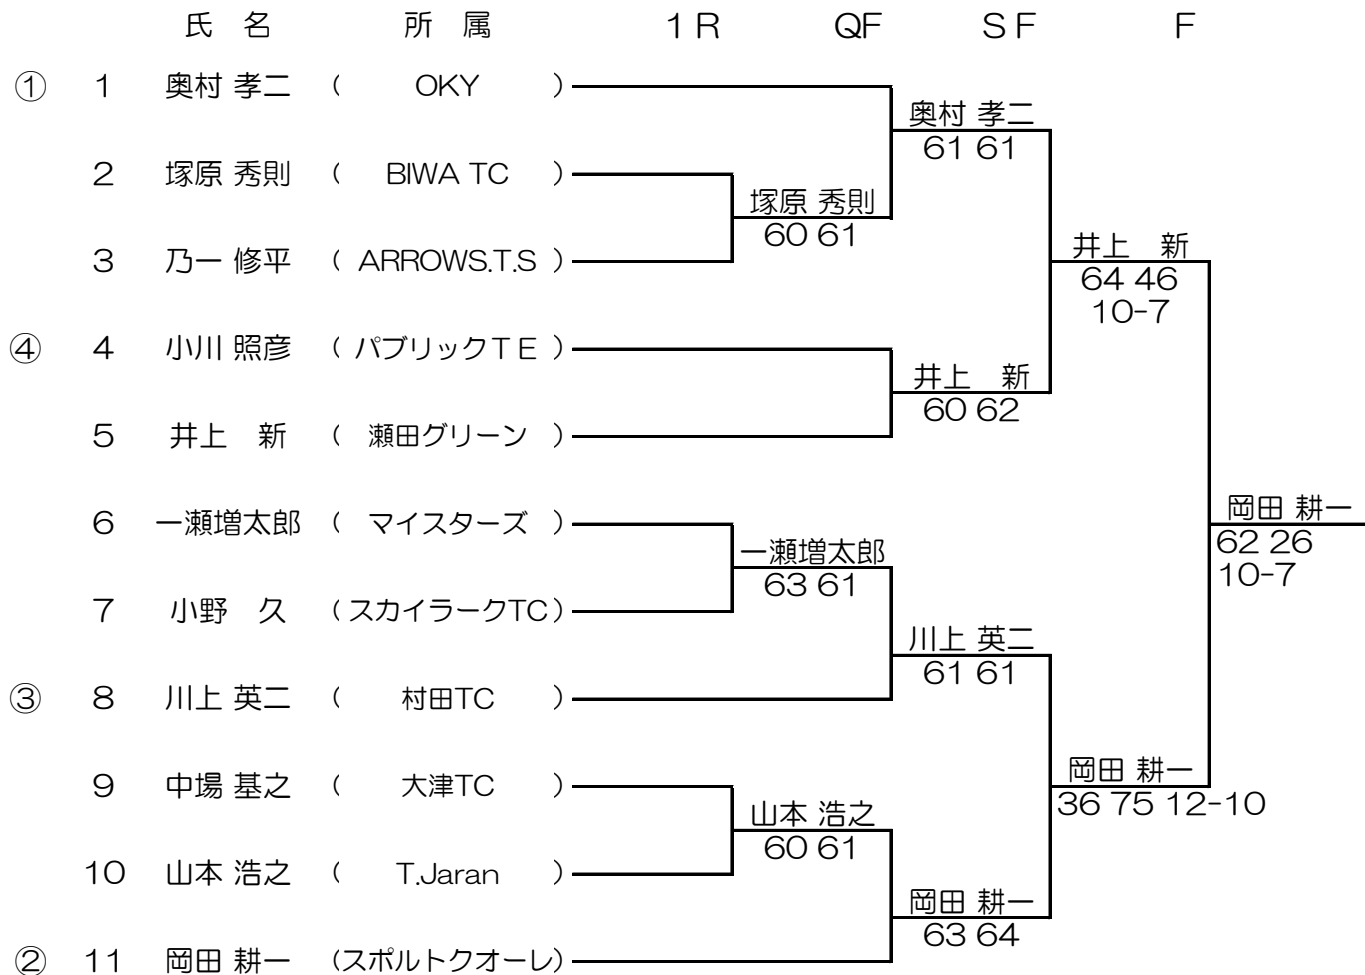 氏 名 所 属 1R QF SF F
① 1 奥村 孝二 ( OKY )
奥村 孝二
61 61
2 塚原 秀則 ( BIWA TC )
塚原 秀則
60 61
3 乃一 修平 ( ARROWS.T.S )
井上 新
64 46
10-7
④ 4 小川 照彦 ( パブリックTE )
井上 新
60 62
5 井上 新 ( 瀬田グリーン )
6 一瀬増太郎 ( マイスターズ )
岡田 耕一
62 26
10-7
一瀬増太郎
63 61
7 小野 久 ( スカイラークTC )
川上 英二
61 61
③ 8 川上 英二 ( 村田TC )
岡田 耕一
36 75 12-10
9 中場 基之 ( 大津TC )
山本 浩之
60 61
10 山本 浩之 ( T.Jaran )
岡田 耕一
63 64
② 11 岡田 耕一 (スポルトクオーレ)